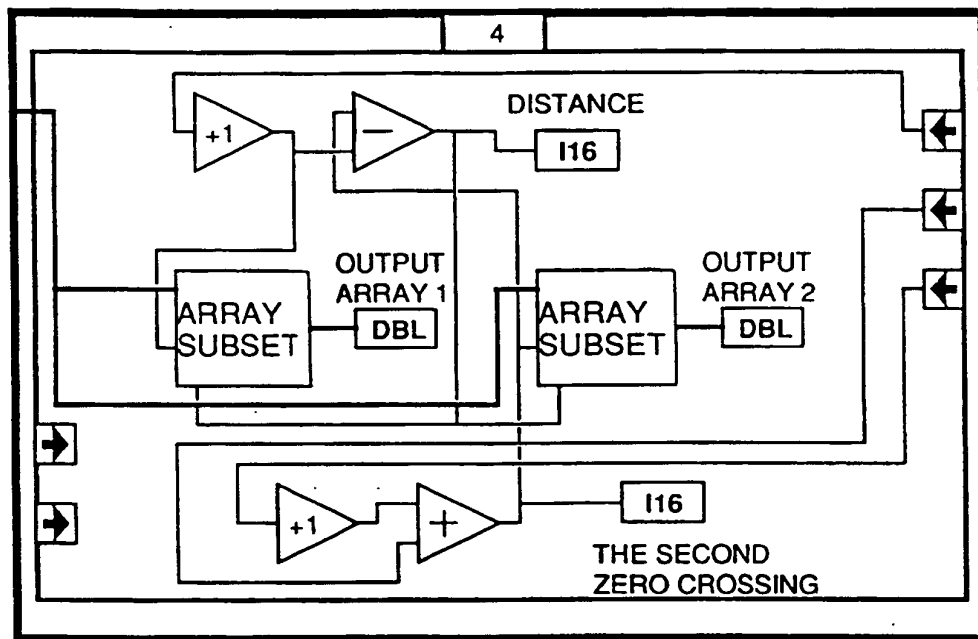 4
DISTANCE
+1
−
I16
OUTPUT
ARRAY 1
OUTPUT
ARRAY 2
ARRAY
SUBSET
DBL
ARRAY
SUBSET
DBL
+1
+
I16
THE SECOND
ZERO CROSSING